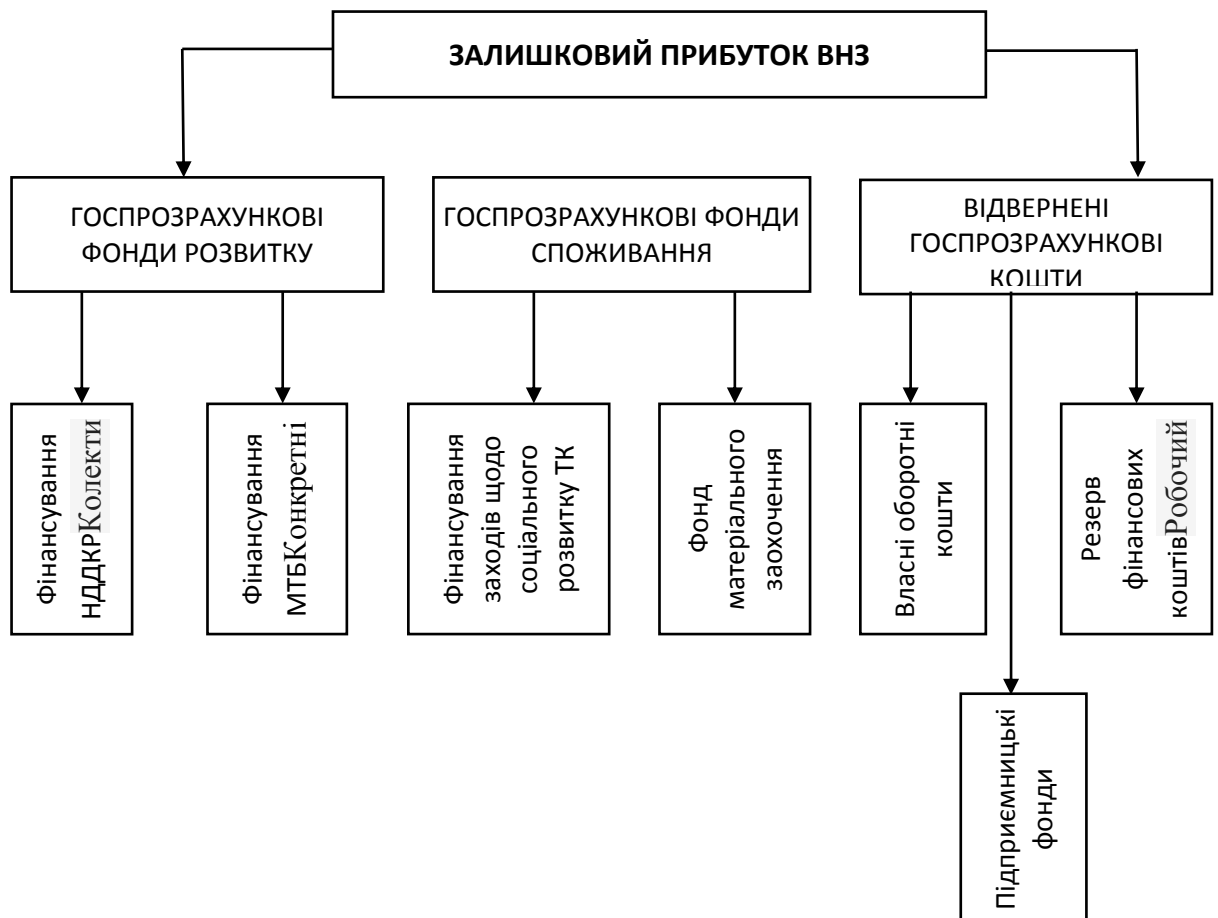 ЗАЛИШКОВИЙ ПРИБУТОК ВНЗ
ГОСПРОЗРАХУНКОВІ
ФОНДИ РОЗВИТКУ
ГОСПРОЗРАХУНКОВІ ФОНДИ
СПОЖИВАННЯ
ВІДВЕРНЕНІ
ГОСПРОЗРАХУНКОВІ
КОШТИ
Фінансування
НДДКРКолекти
Фінансування
МТБКонкретні
Фінансування
заходів щодо
соціального
розвитку ТК
Фонд
матеріального
заохочення
Власні оборотні
кошти
Резерв
фінансових
коштівРобочий
Підприємницькі
фонди